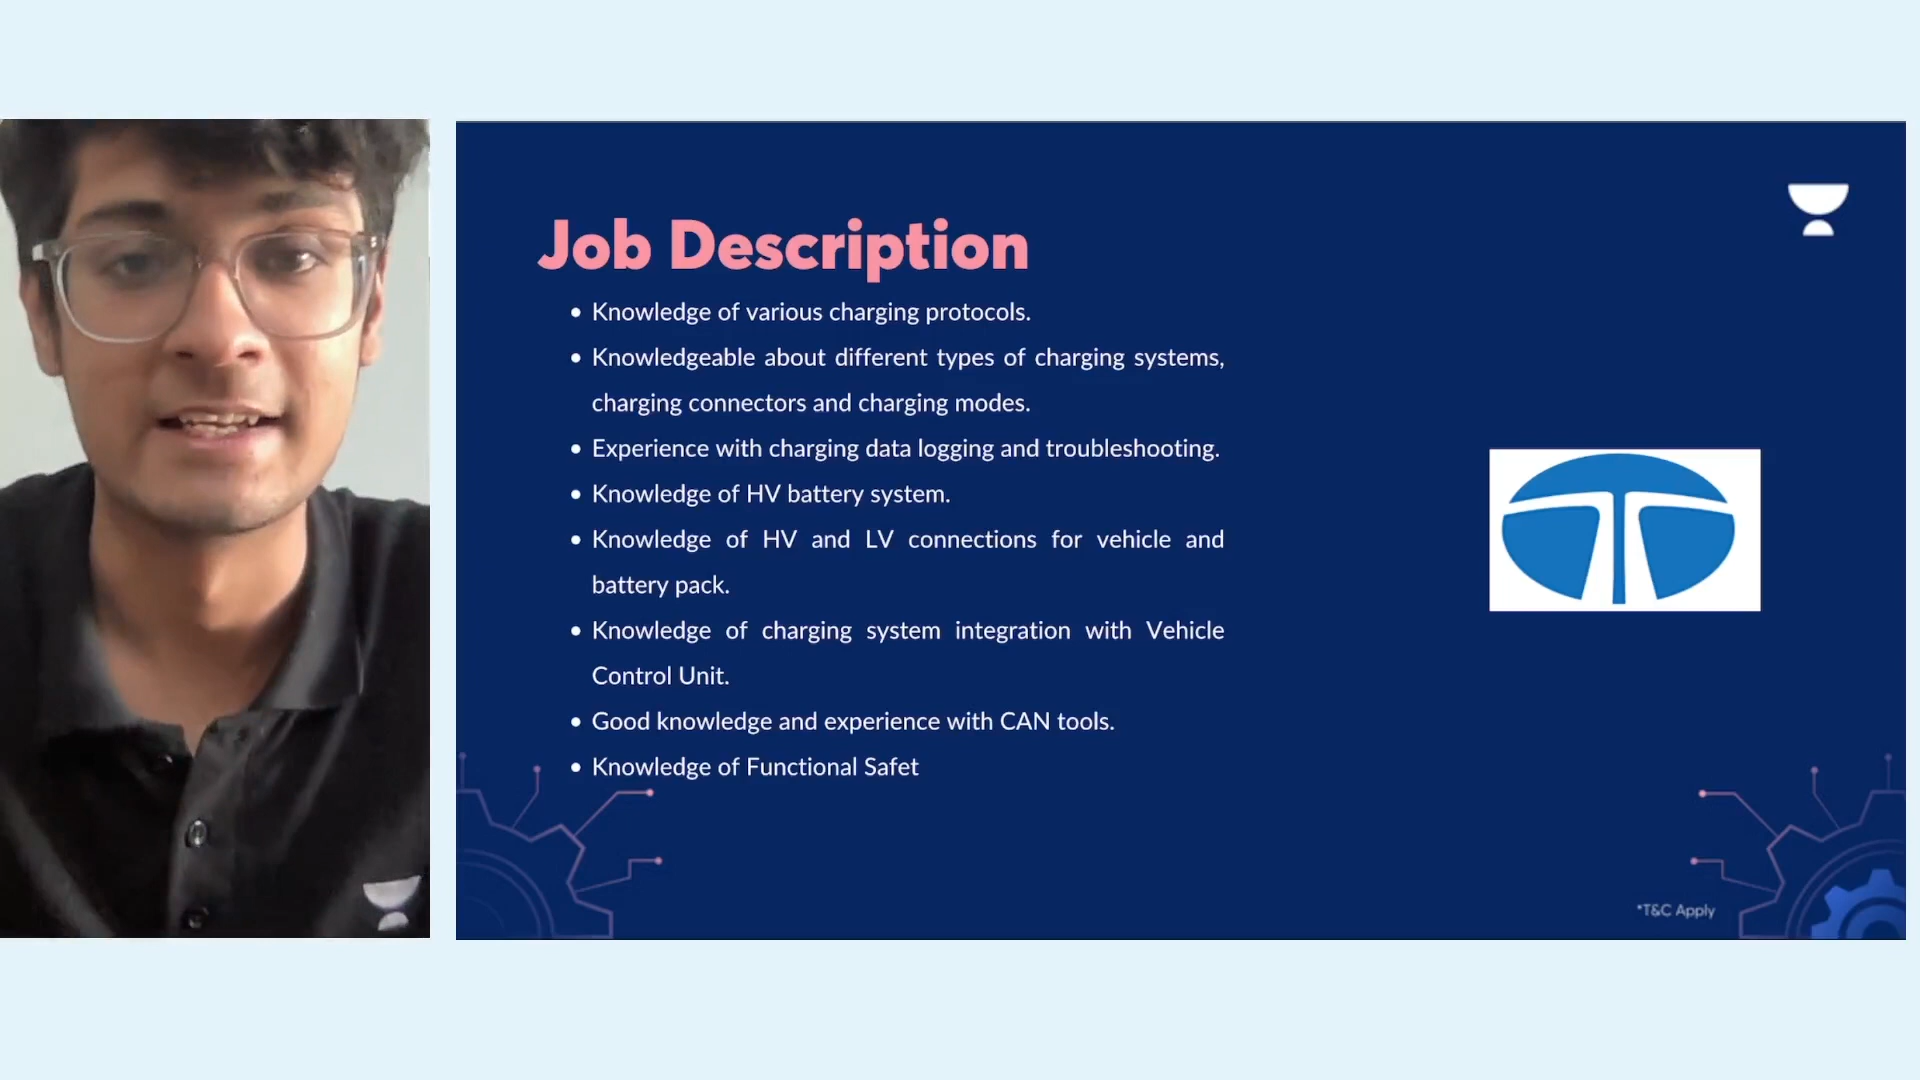 Job Description
• Knowledge of various charging protocols.
• Knowledgeable about different types of charging systems,
charging connectors and charging modes.
• Experience with charging data logging and troubleshooting.
• Knowledge of HV battery system.
• Knowledge of HV and LV connections for vehicle and
battery pack.
• Knowledge of charging system integration with Vehicle
Control Unit.
• Good knowledge and experience with CAN tools.
• Knowledge of Functional Safet
*T&C Apply